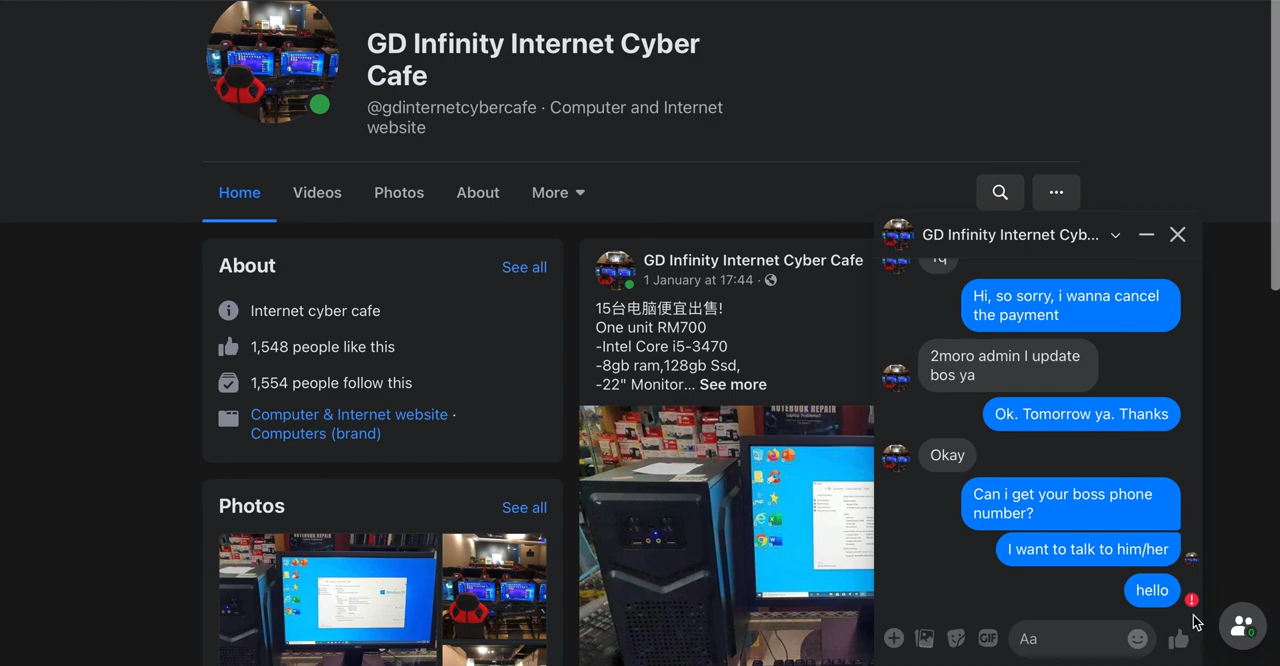 GD Infinity Internet Cyber
Cafe
@gdinternetcybercafe · Computer and Internet
website
Home
Videos
Photos
About
More
About
See all
Internet cyber cafe
1,548 people like this
1,554 people follow this
Computer & Internet website ·
Computers (brand)
Photos
See all
GD Infinity Internet Cyber Cafe
1 January at 17:44 ·
15台电脑便宜出售!
One unit RM700
-Intel Core i5-3470
-8gb ram,128gb Ssd,
-22" Monitor... See more
NOTEBOOK REPAIR
GD Infinity Internet Cyb...
Hi, so sorry, i wanna cancel
the payment
2moro admin I update
bos ya
Ok. Tomorrow ya. Thanks
Okay
Can i get your boss phone
number?
I want to talk to him/her
hello
GIF
Aa
0